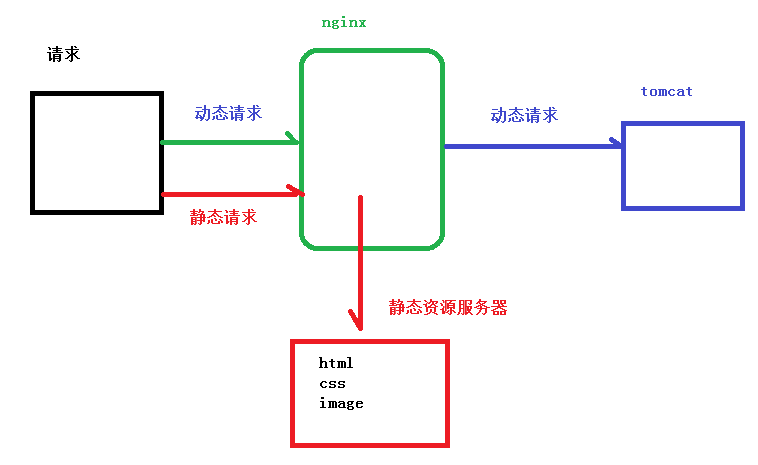 nginx
请求
tomcat
动态请求
动态请求
静态请求
静态资源服务器
html
css
image